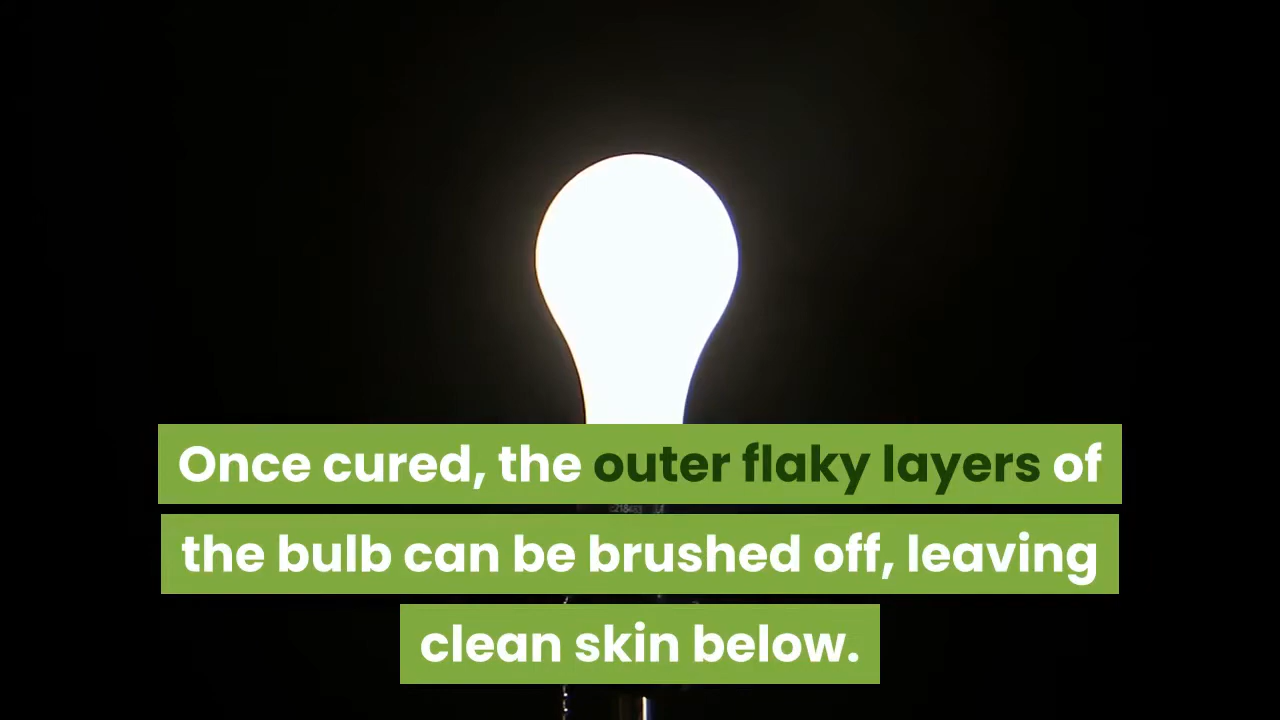 Once cured, the outer flaky layers of
the bulb can be brushed off, leaving
clean skin below.